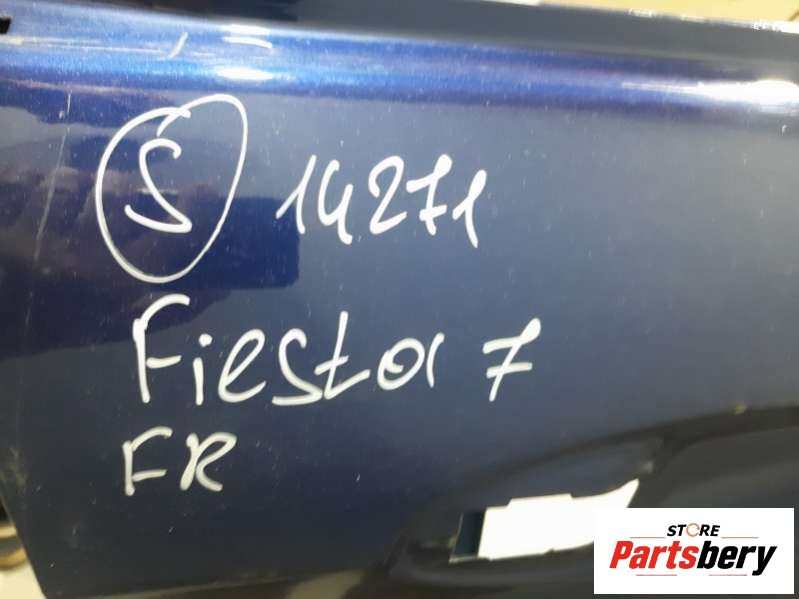 S 14271
Fiesta 7
FR
STORE
Partsbery